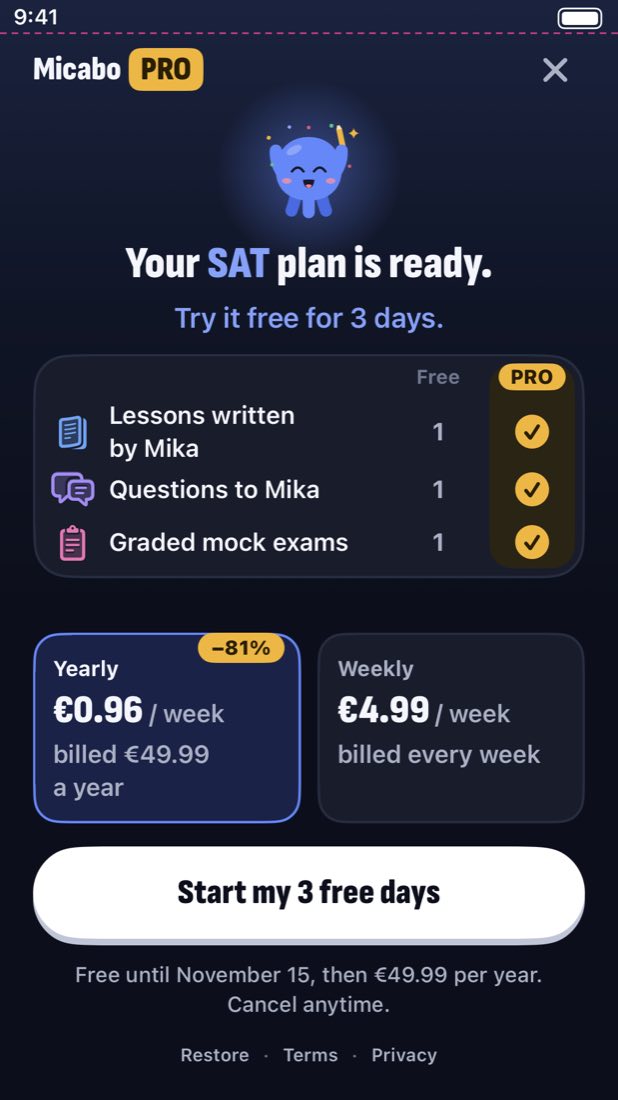 9:41
Micabo PRO
Your SAT plan is ready.
Try it free for 3 days.
Free PRO
Lessons written
by Mika
1
Questions to Mika 1
Graded mock exams 1
–81%
Yearly
€0.96 / week
billed €49.99
a year
Weekly
€4.99 / week
billed every week
Start my 3 free days
Free until November 15, then €49.99 per year.
Cancel anytime.
Restore · Terms · Privacy